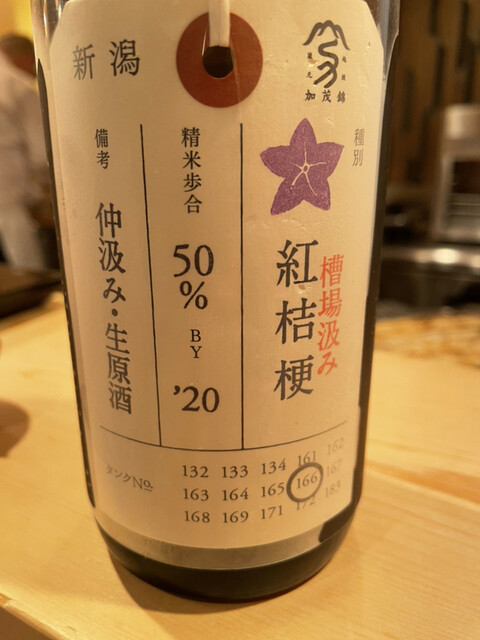 新潟
加茂錦
種別
槽場汲み
紅桔梗
精米歩合
50
%
BY
'20
備考
仲汲み・生原酒
タンクNo.
132 133 134 161 162
163 164 165 166 167
168 169 171 172 183